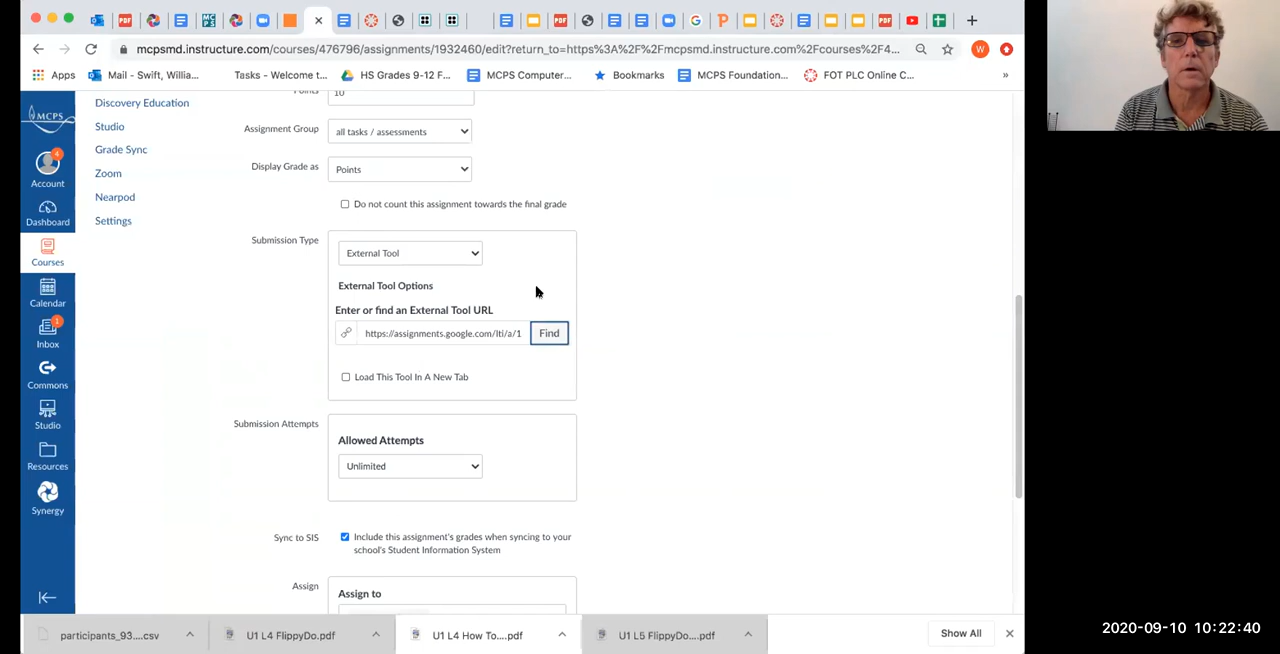 mcpsmd.instructure.com/courses/476796/assignments/1932460/edit?return_to=https%3A%2F%2Fmcpsmd.instructure.com%2Fcourses%2F4...
W
Apps
Mail - Swift, Willia...
Tasks - Welcome t...
HS Grades 9-12 F...
MCPS Computer...
Bookmarks
MCPS Foundation...
FOT PLC Online C...
»
MCPS
4
Account
Dashboard
Courses
Calendar
1
Inbox
Commons
Studio
Resources
Synergy
Discovery Education
Studio
Grade Sync
Zoom
Nearpod
Settings
Points
10
Assignment Group
all tasks / assessments
Display Grade as
Points
Do not count this assignment towards the final grade
Submission Type
External Tool
External Tool Options
Enter or find an External Tool URL
https://assignments.google.com/lti/a/1
Find
Load This Tool In A New Tab
Submission Attempts
Allowed Attempts
Unlimited
Sync to SIS
Include this assignment's grades when syncing to your
school's Student Information System
Assign
Assign to
participants_93....csv
U1 L4 FlippyDo.pdf
U1 L4 How To....pdf
U1 L5 FlippyDo....pdf
Show All
2020-09-10 10:22:40